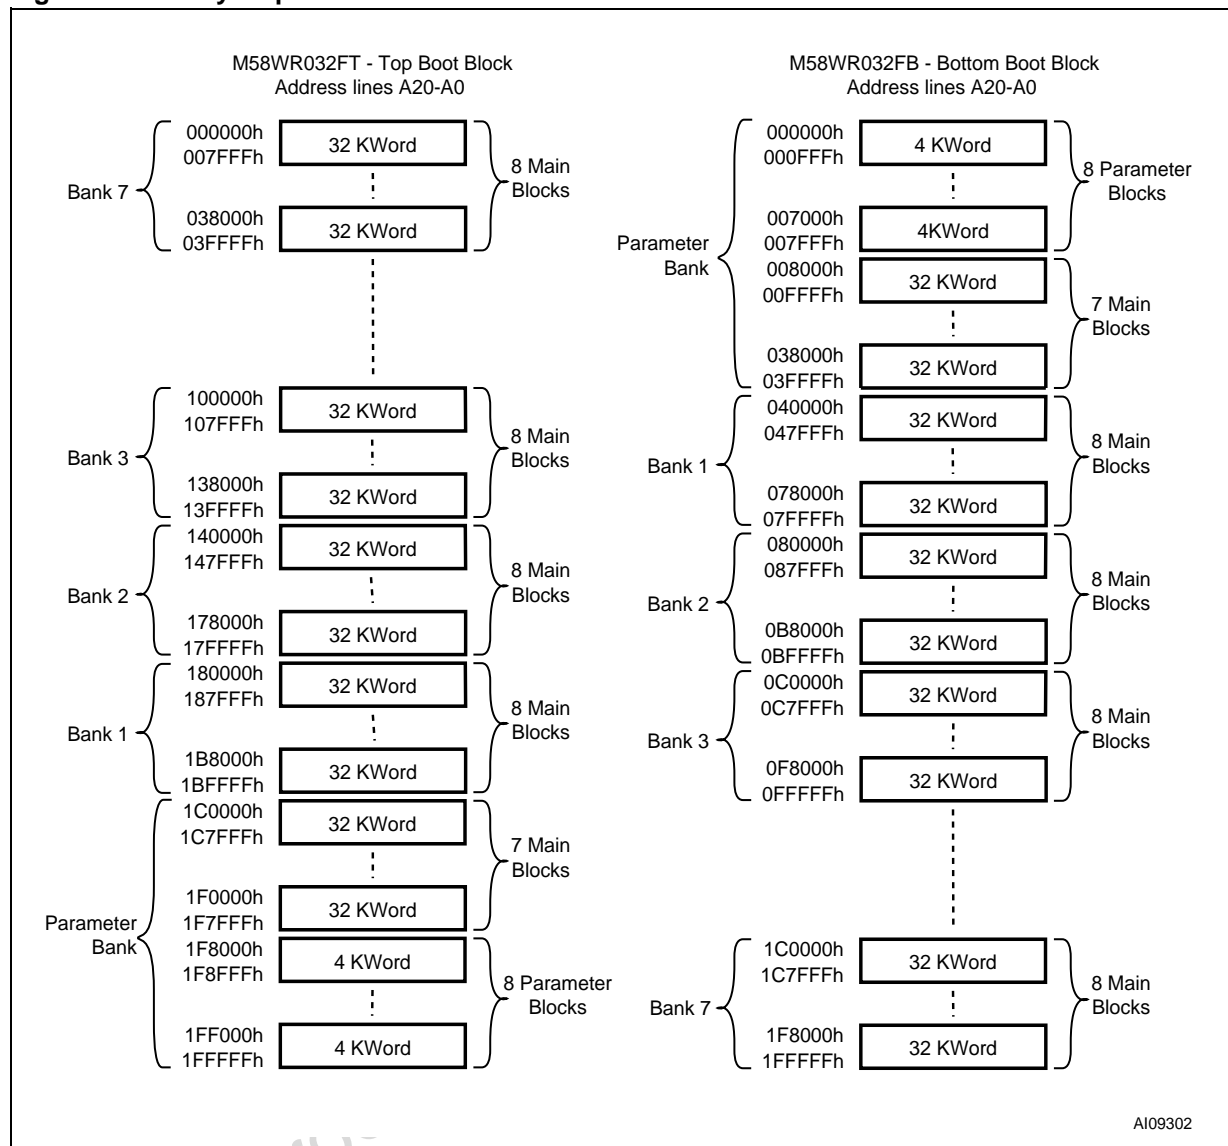 M58WR032FT - Top Boot Block
Address lines A20-A0
000000h
007FFFh
32 KWord
Bank 7
8 Main
Blocks
038000h
03FFFFh
32 KWord
100000h
107FFFh
32 KWord
Bank 3
8 Main
Blocks
138000h
13FFFFh
32 KWord
140000h
147FFFh
32 KWord
Bank 2
8 Main
Blocks
178000h
17FFFFh
32 KWord
180000h
187FFFh
32 KWord
Bank 1
8 Main
Blocks
1B8000h
1BFFFFh
32 KWord
1C0000h
1C7FFFh
32 KWord
7 Main
Blocks
1F0000h
1F7FFFh
32 KWord
Parameter
Bank
1F8000h
1F8FFFh
4 KWord
8 Parameter
Blocks
1FF000h
1FFFFFh
4 KWord
M58WR032FB - Bottom Boot Block
Address lines A20-A0
000000h
000FFFh
4 KWord
8 Parameter
Blocks
007000h
007FFFh
4KWord
Parameter
Bank
008000h
00FFFFh
32 KWord
7 Main
Blocks
038000h
03FFFFh
32 KWord
040000h
047FFFh
32 KWord
Bank 1
8 Main
Blocks
078000h
07FFFFh
32 KWord
080000h
087FFFh
32 KWord
Bank 2
8 Main
Blocks
0B8000h
0BFFFFh
32 KWord
0C0000h
0C7FFFh
32 KWord
Bank 3
8 Main
Blocks
0F8000h
0FFFFFh
32 KWord
1C0000h
1C7FFFh
32 KWord
Bank 7
8 Main
Blocks
1F8000h
1FFFFFh
32 KWord
AI09302